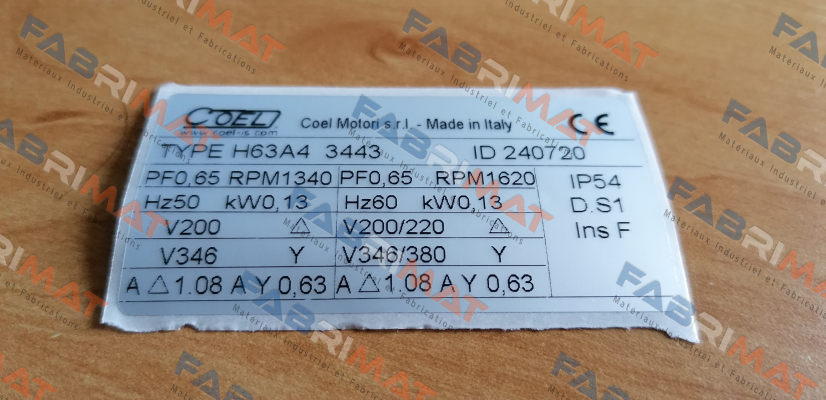 COEL
www.coel-is.com
Coel Motori s.r.l. - Made in Italy
CE
TYPE H63A4 3443 ID 240720
PF0,65 RPM1340 PF0,65 RPM1620 IP54
Hz50 kW0,13 Hz60 kW0,13 D.S1
V200 △ V200/220 △ Ins F
V346 Y V346/380 Y
A △ 1.08 A Y 0,63 A △ 1.08 A Y 0,63
FABRIMAT
Materiaux Industriel et Fabrications